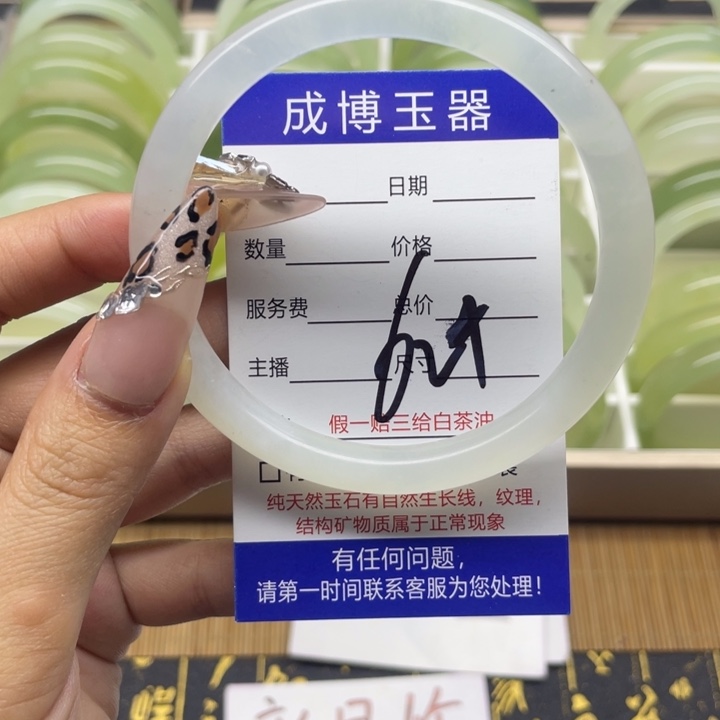 成博玉器
日期
数量 价格
服务费 总价
主播 尺寸
假一赔三给白茶油
纯天然玉石有自然生长线，纹理，
结构矿物质属于正常现象
有任何问题，
请第一时间联系客服为您处理！